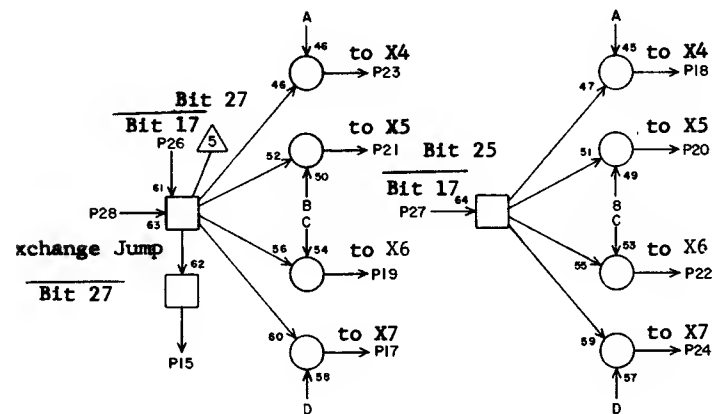 A
46
to X4
46
P23
Bit 27
Bit 17
5
P26
to X5
52
P21
50
61
P28
63
B
C
xchange Jump
62
Bit 27
56
54
to X6
P19
P15
60
to X7
P17
58
D
A
45
to X4
47
P18
to X5
Bit 25
51
P20
49
Bit 17
64
P27
B
C
53
to X6
55
P22
to X7
59
P24
57
D